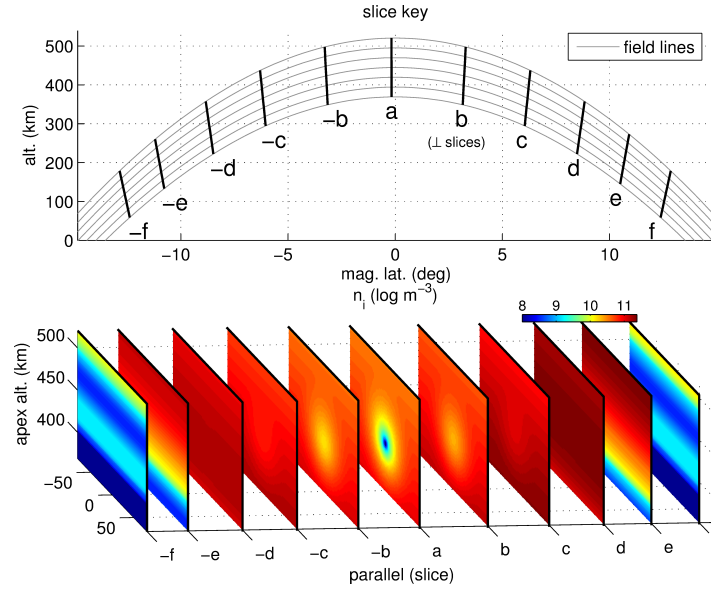 slice key
field lines
500
400
300
200
100
0
alt. (km)
−f
−e
−d
−c
−b
a
b
(⊥ slices)
c
d
e
f
−10
−5
0
5
10
mag. lat. (deg)
n_i (log m^−3)
8 9 10 11
500
450
400
apex alt. (km)
−50
0
50
−f
−e
−d
−c
−b
a
b
c
d
e
parallel (slice)